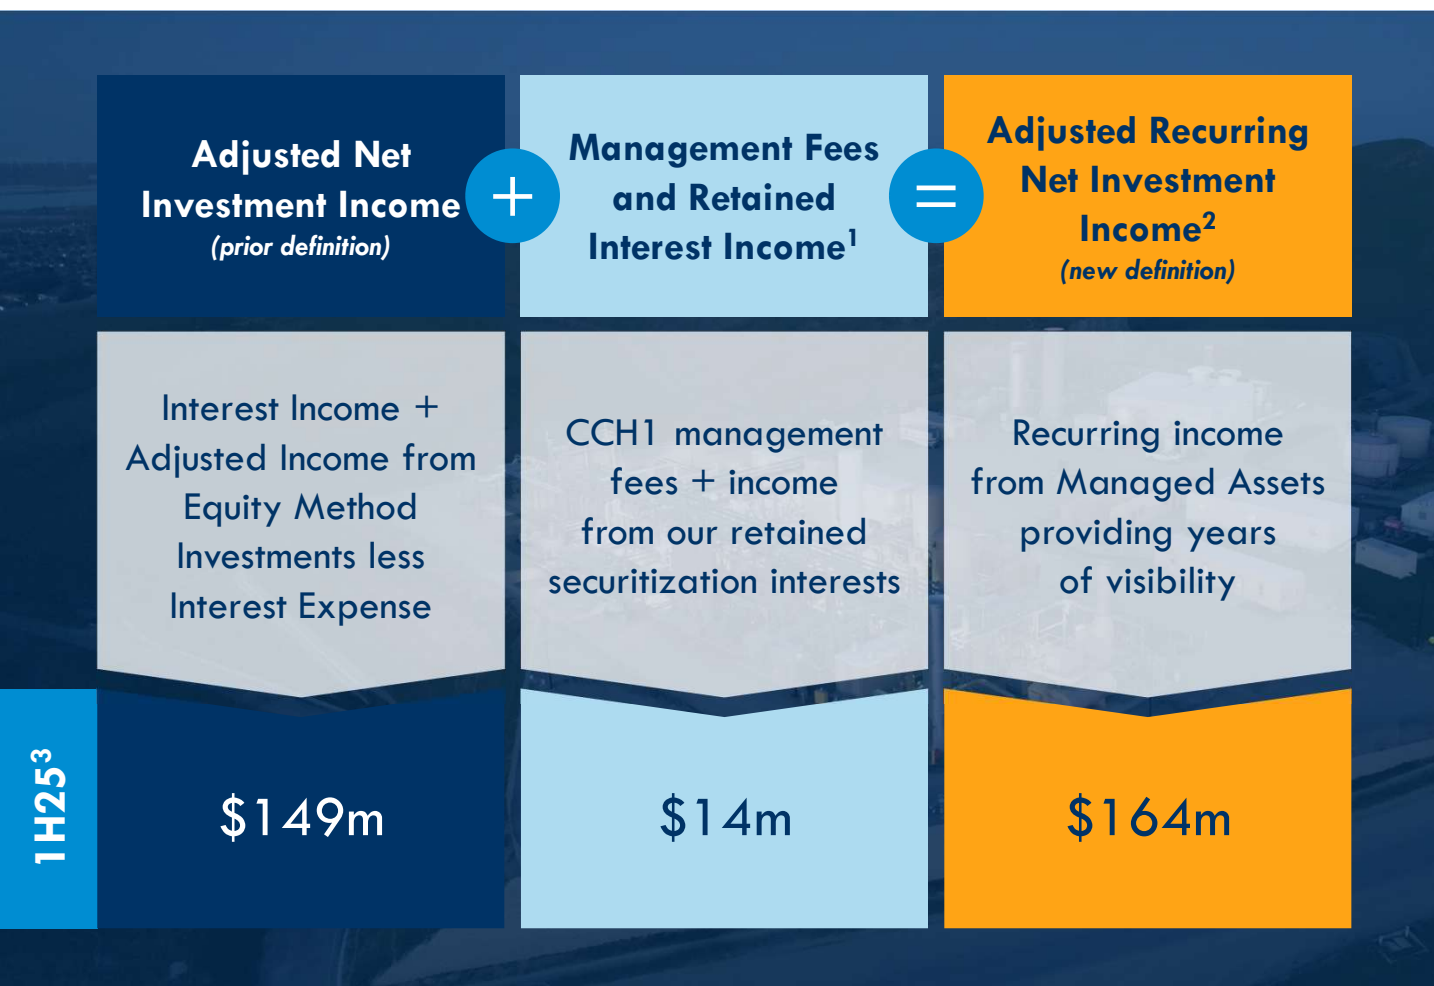 Adjusted Net
Investment Income
(prior definition)
+
Management Fees
and Retained
Interest Income¹
=
Adjusted Recurring
Net Investment
Income²
(new definition)
Interest Income +
Adjusted Income from
Equity Method
Investments less
Interest Expense
CCH1 management
fees + income
from our retained
securitization interests
Recurring income
from Managed Assets
providing years
of visibility
1H25³
$149m
$14m
$164m